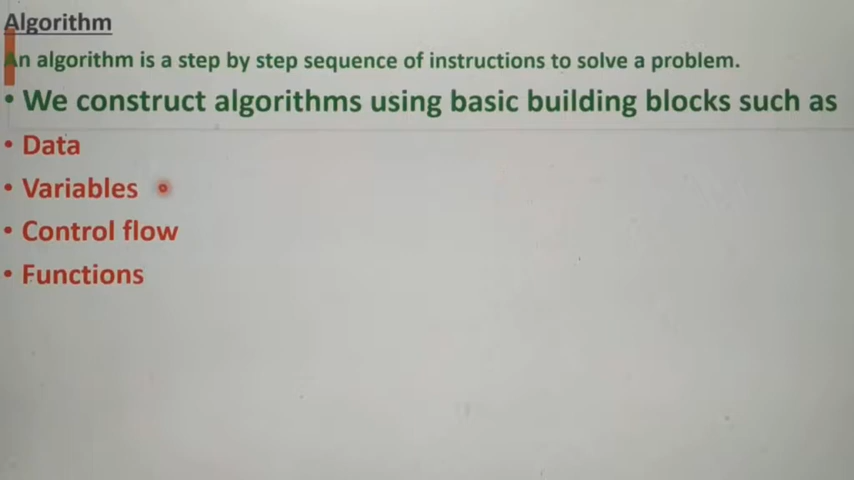 Algorithm
An algorithm is a step by step sequence of instructions to solve a problem.
• We construct algorithms using basic building blocks such as
• Data
• Variables
• Control flow
• Functions